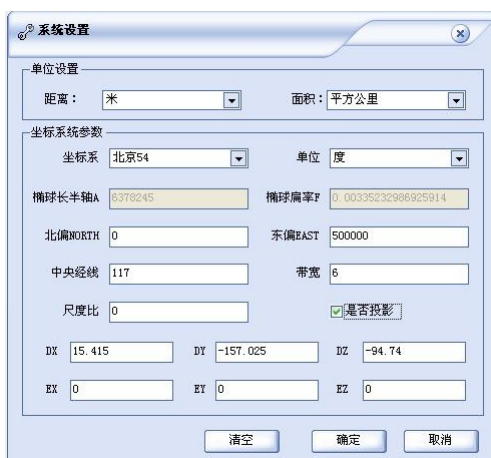 系统设置
单位设置
距离： 米 面积： 平方公里
坐标系统参数
坐标系 北京54 单位 度
椭球长半轴A 6378245 椭球扁率F 0.00335232986925914
北偏NORTH 0 东偏EAST 500000
中央经线 117 带宽 6
尺度比 0 是否投影
DX 15.415 DY -157.025 DZ -94.74
EX 0 EY 0 EZ 0
清空 确定 取消